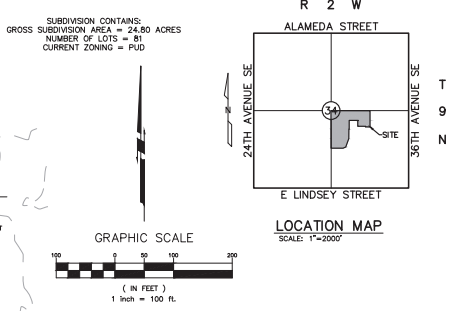 R 2 W
SUBDIVISION CONTAINS:
GROSS SUBDIVISION AREA = 24.80 ACRES
NUMBER OF LOTS = 81
CURRENT ZONING = PUD
ALAMEDA STREET
24TH AVENUE SE
N
34
SITE
36TH AVENUE SE
T
9
N
E LINDSEY STREET
LOCATION MAP
SCALE: 1"=2000'
GRAPHIC SCALE
100 0 50 100 200
( IN FEET )
1 inch = 100 ft.